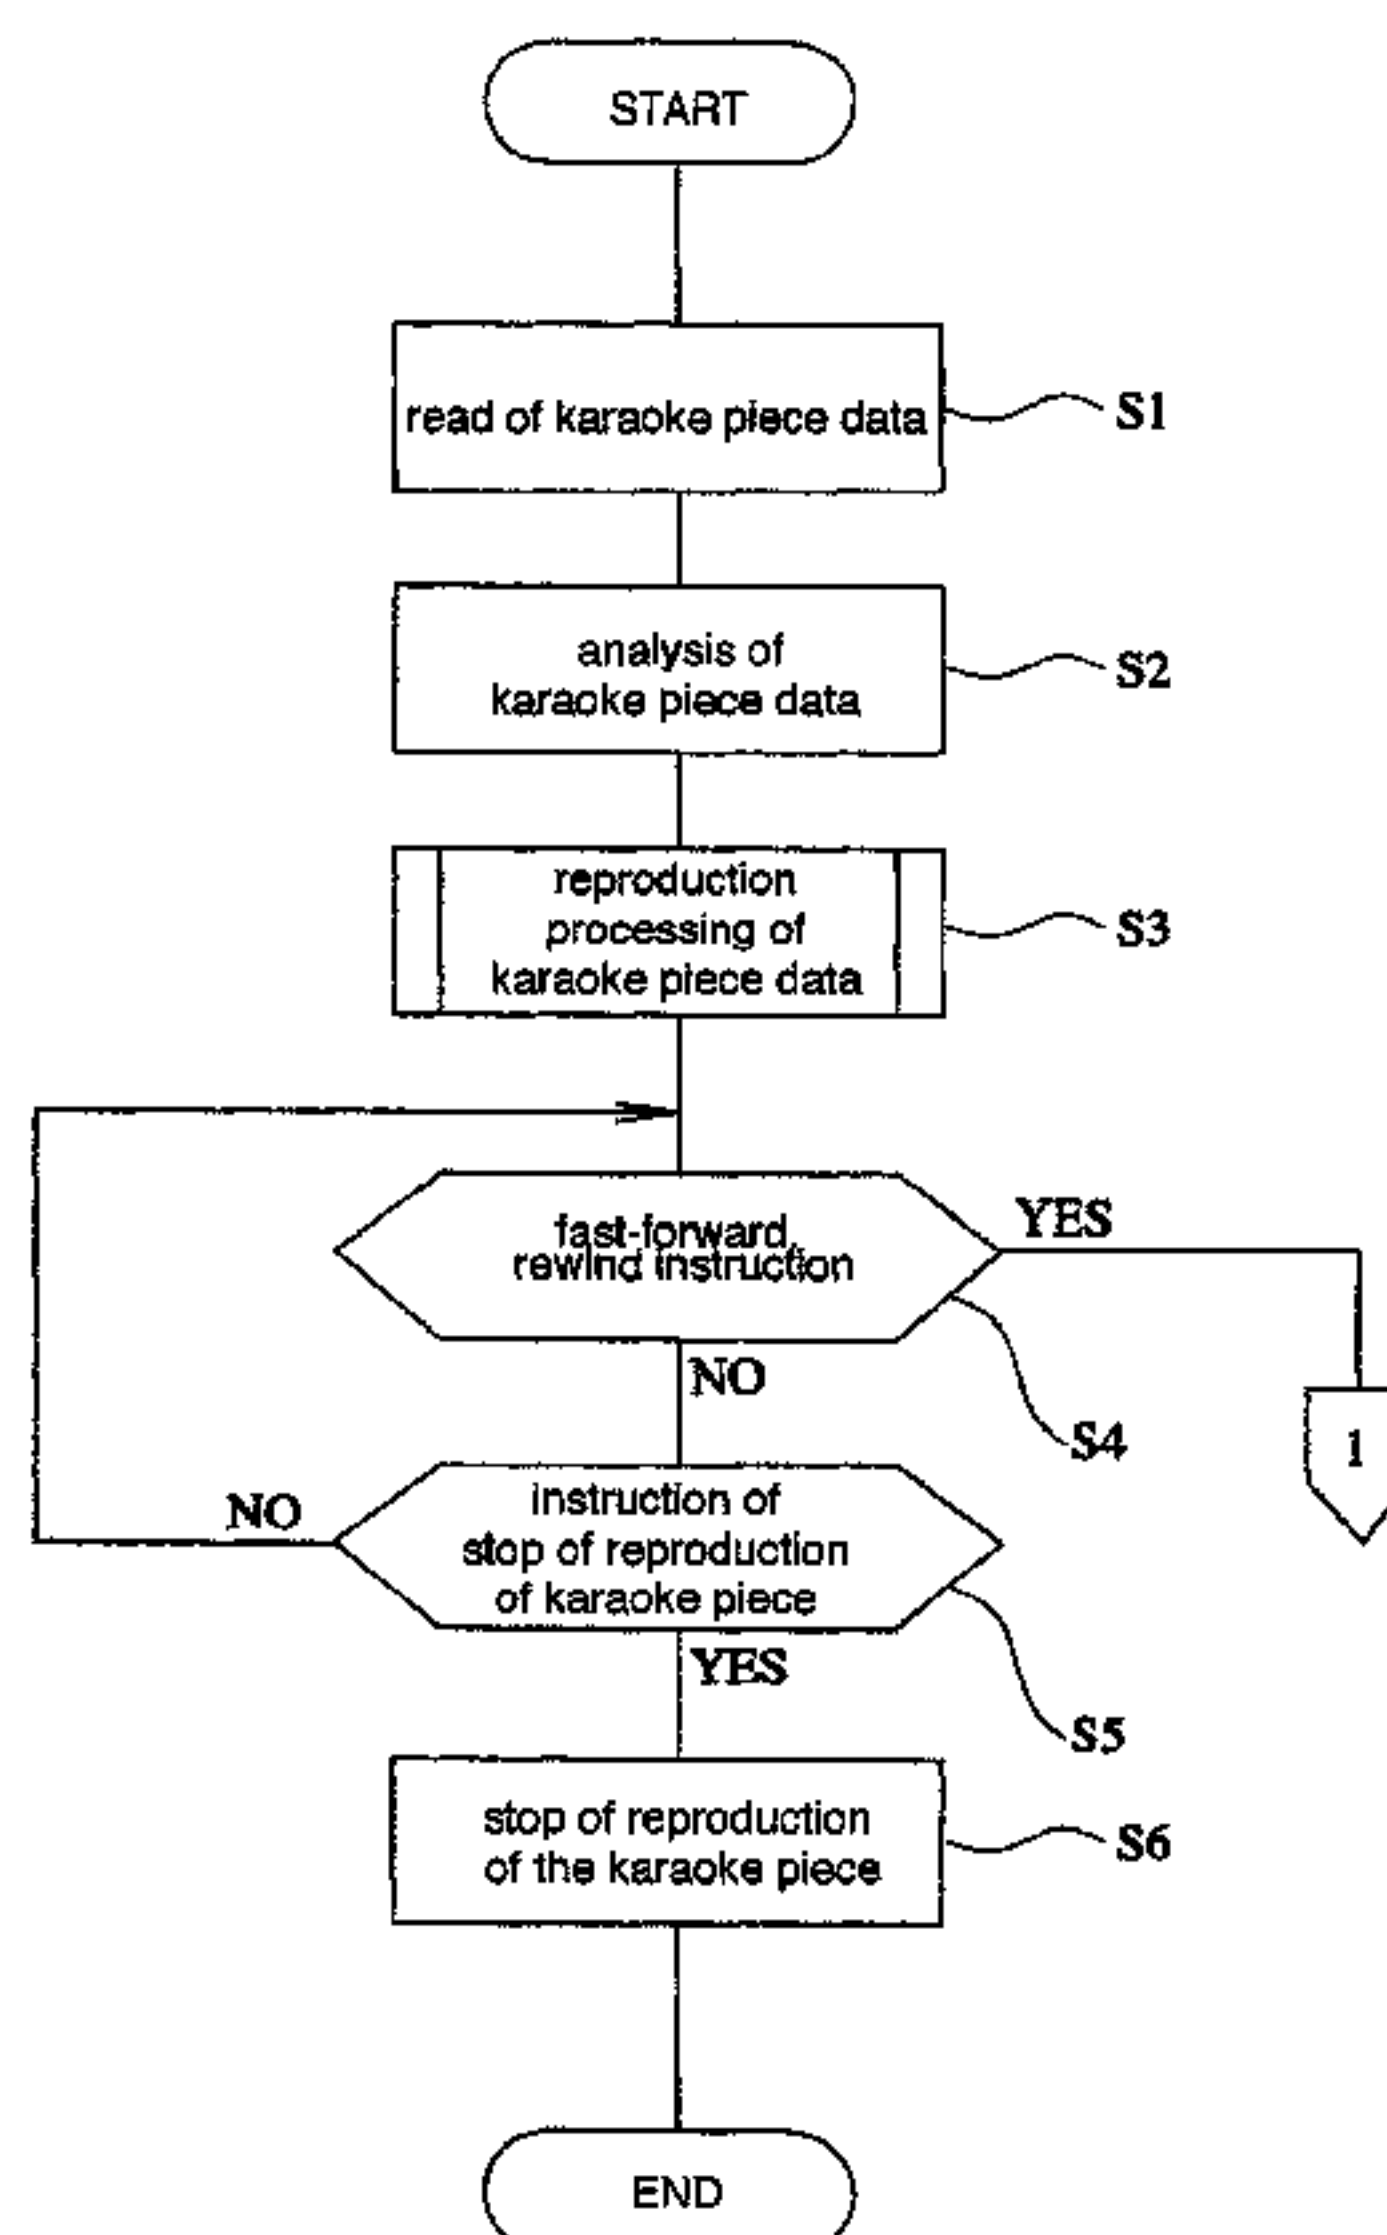 START
read of karaoke piece data
S1
analysis of
karaoke piece data
S2
reproduction
processing of
karaoke piece data
S3
fast-forward,
rewind instruction
YES
NO
S4
1
instruction of
stop of reproduction
of karaoke piece
NO
YES
S5
stop of reproduction
of the karaoke piece
S6
END